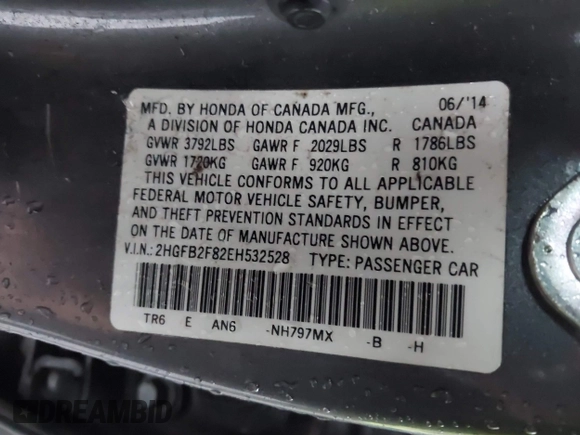 MFD. BY HONDA OF CANADA MFG., 06/'14
A DIVISION OF HONDA CANADA INC. CANADA
GVWR 3792LBS GAWR F 2029LBS R 1786LBS
GVWR 1720KG GAWR F 920KG R 810KG
THIS VEHICLE CONFORMS TO ALL APPLICABLE
FEDERAL MOTOR VEHICLE SAFETY, BUMPER,
AND THEFT PREVENTION STANDARDS IN EFFECT
ON THE DATE OF MANUFACTURE SHOWN ABOVE.
V.I.N.: 2HGFB2F82EH532528 TYPE: PASSENGER CAR
TR6 E AN6 -NH797MX -B -H
DREAMBID